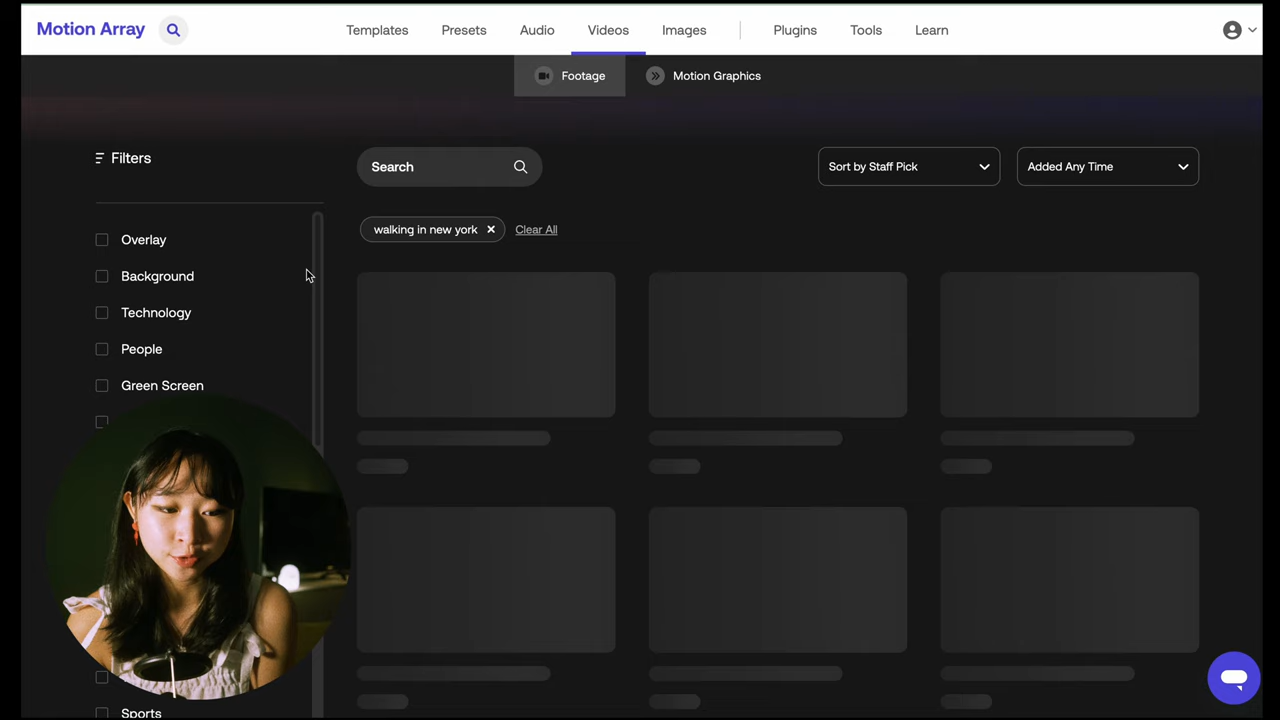 Motion Array
Templates
Presets
Audio
Videos
Images
Plugins
Tools
Learn
Footage
Motion Graphics
Filters
Search
Sort by Staff Pick
Added Any Time
walking in new york
Clear All
Overlay
Background
Technology
People
Green Screen
Sports